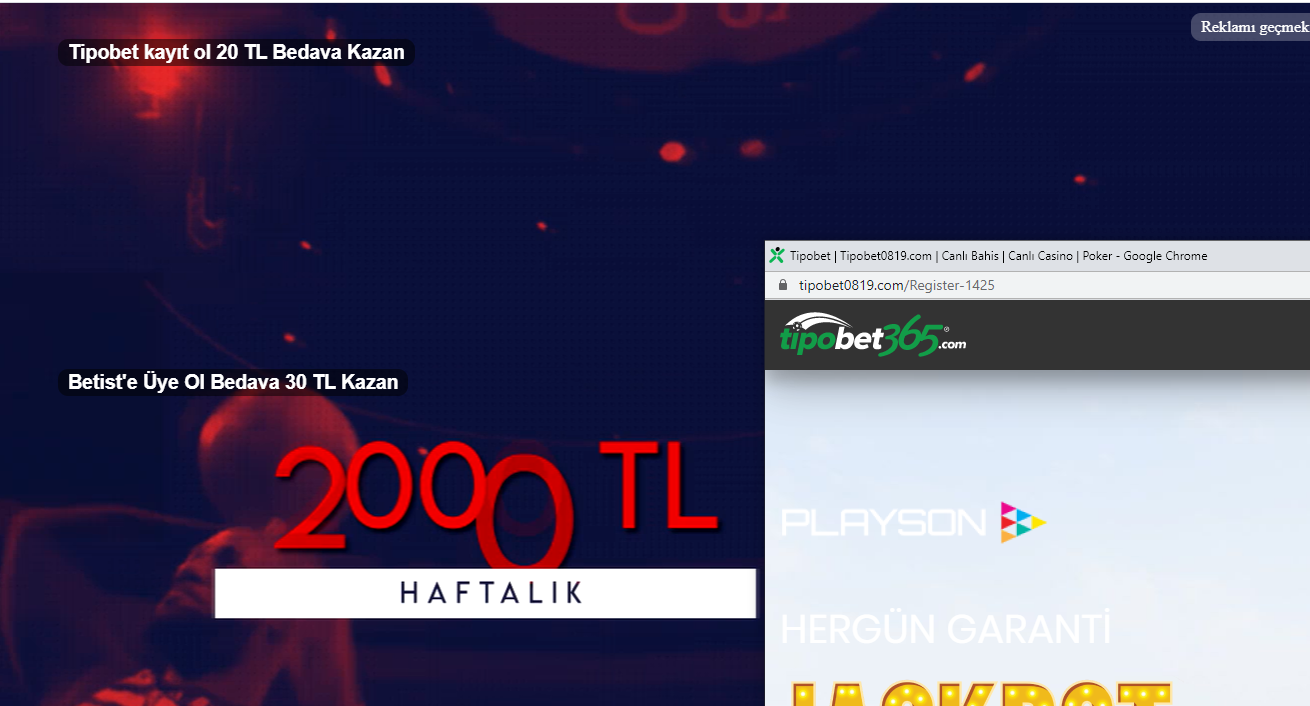 Tipobet kayıt ol 20 TL Bedava Kazan
Reklamı geçmek
Tipobet | Tipobet0819.com | Canlı Bahis | Canlı Casino | Poker - Google Chrome
tipobet0819.com/Register-1425
tipobet365.com
Betist'e Üye Ol Bedava 30 TL Kazan
2000 TL
HAFTALIK
PLAYSON
HERGÜN GARANTİ
JACKPOT